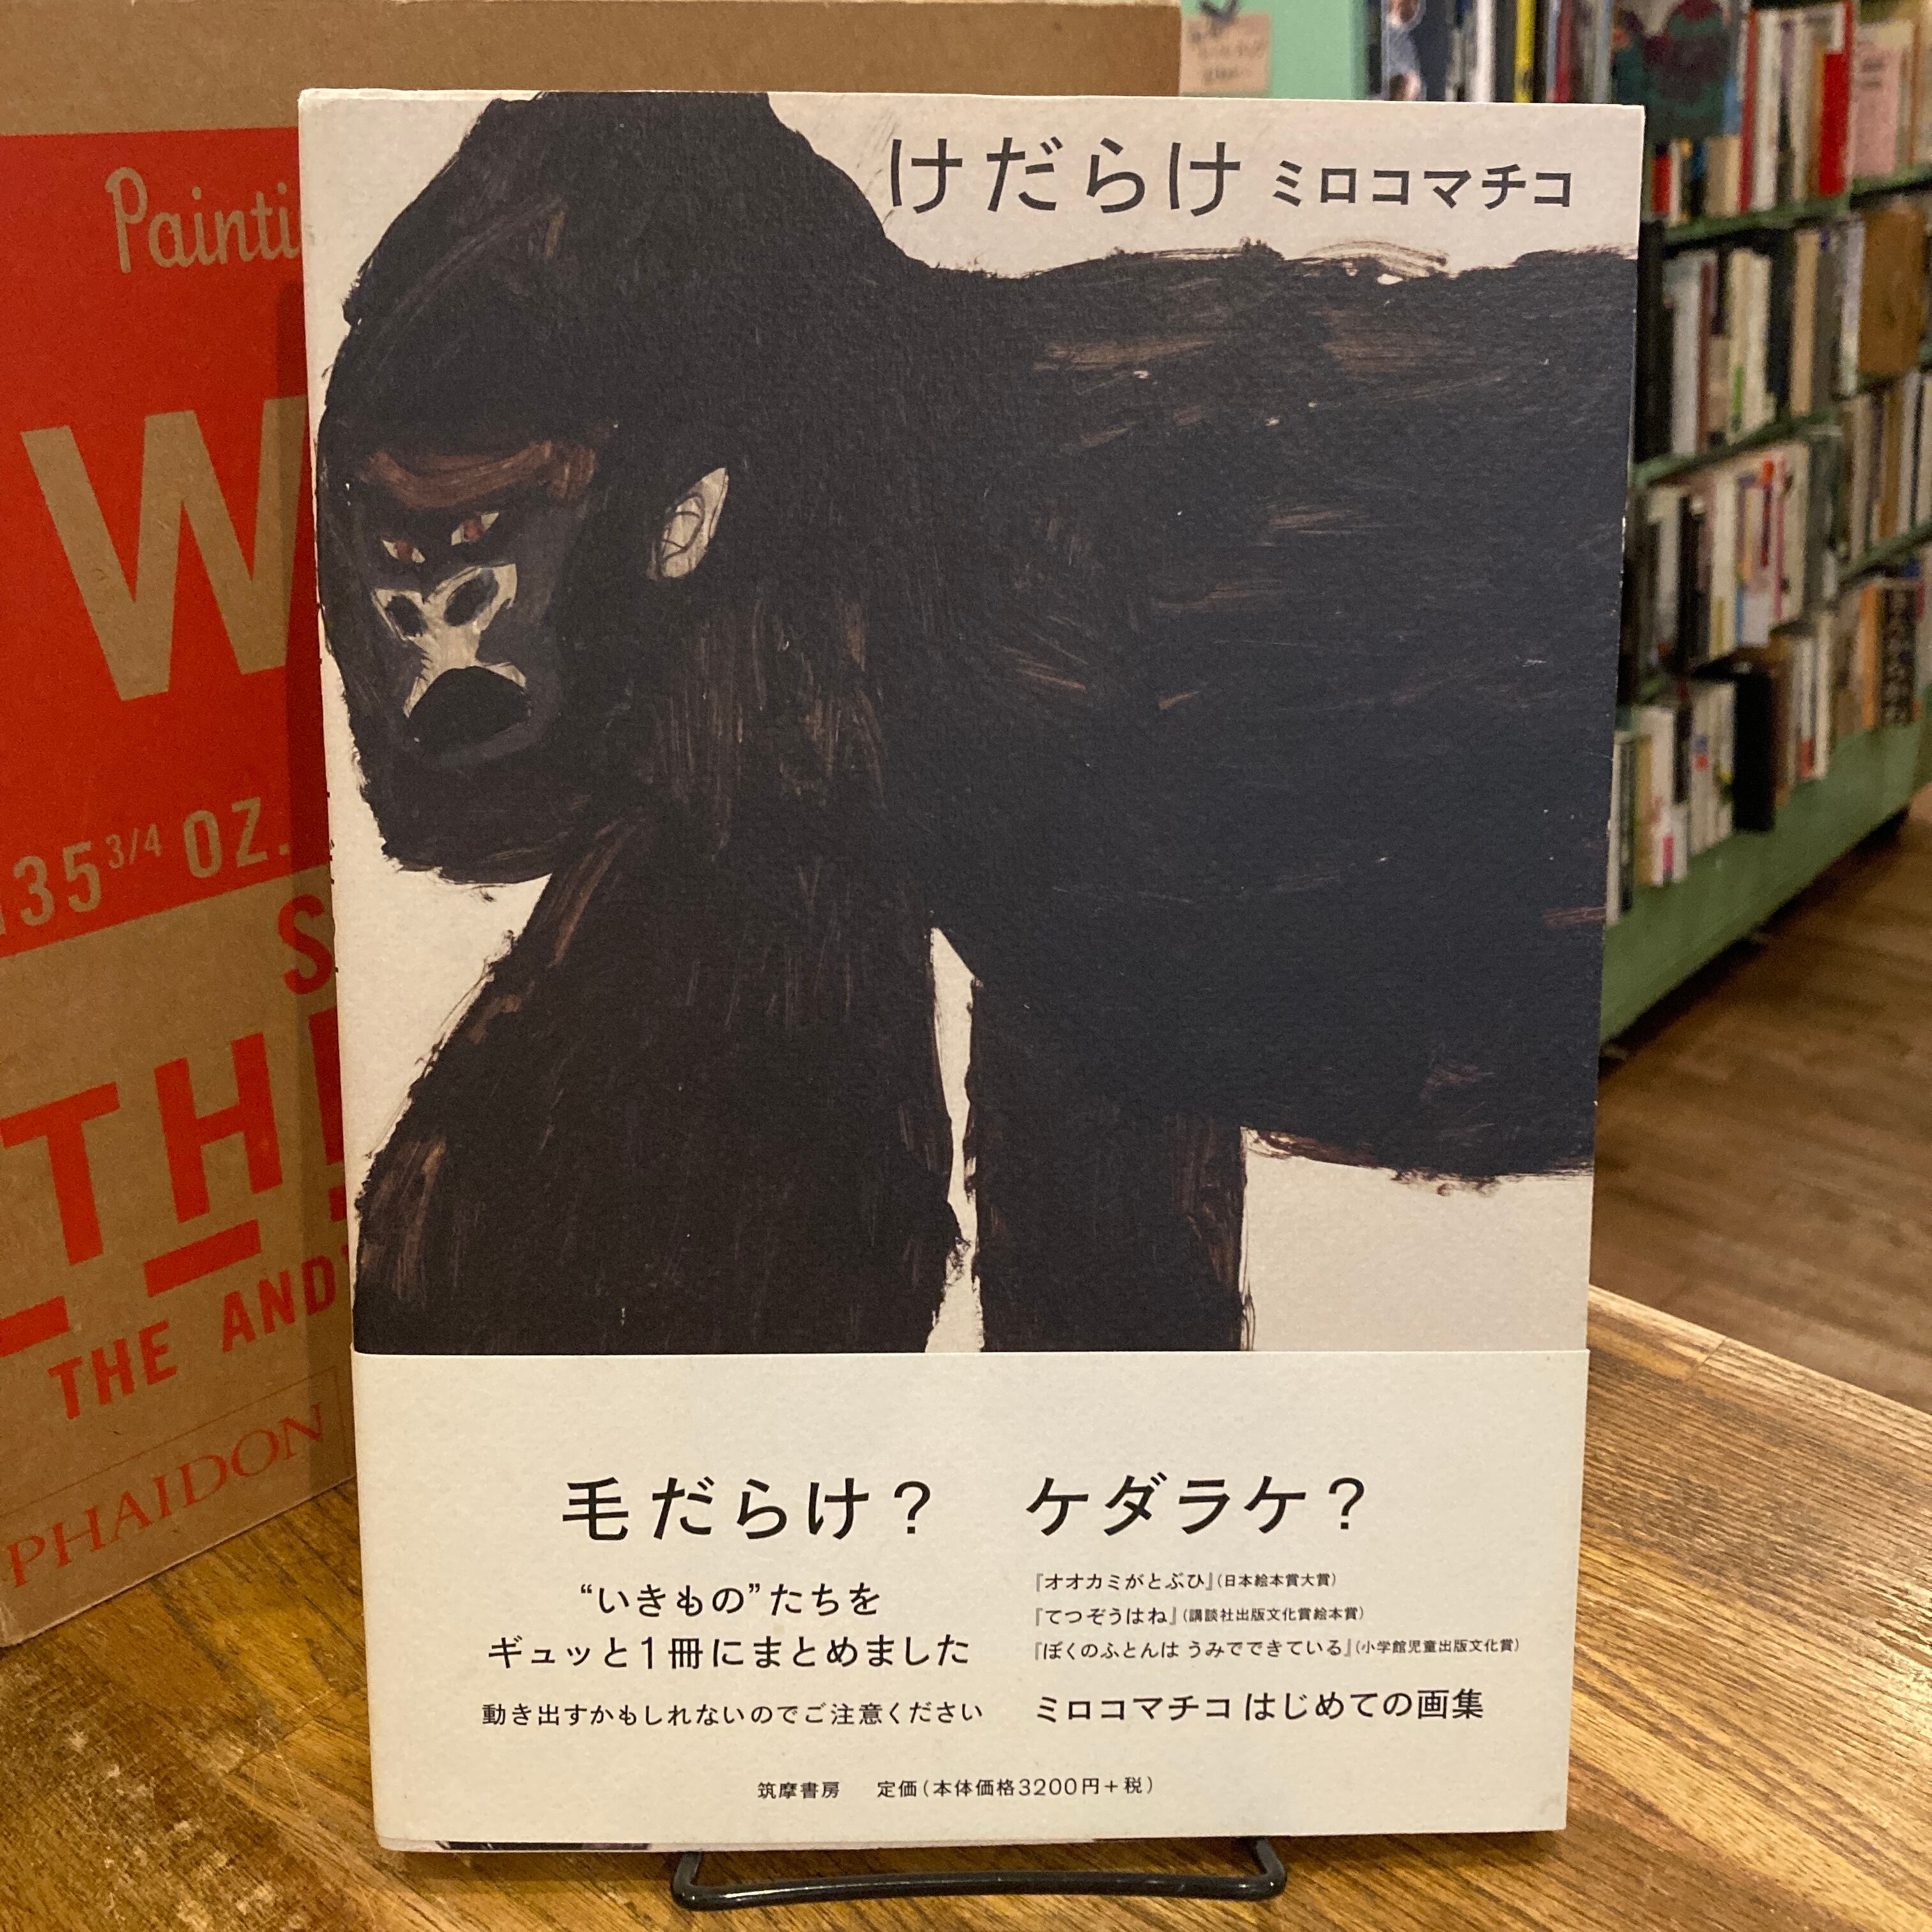 けだらけ ミロコマチコ
毛だらけ？ ケダラケ？
“いきもの”たちを
ギュッと1冊にまとめました
動き出すかもしれないのでご注意ください
『オオカミがとぶひ』（日本絵本賞大賞）
『てつぞうはね』（講談社出版文化賞絵本賞）
『ぼくのふとんは うみでできている』（小学館児童出版文化賞）
ミロコマチコ はじめての画集
筑摩書房 定価（本体価格3200円＋税）
Painti
W
35 3/4 OZ.
S
TH
THE AND
PHAIDON